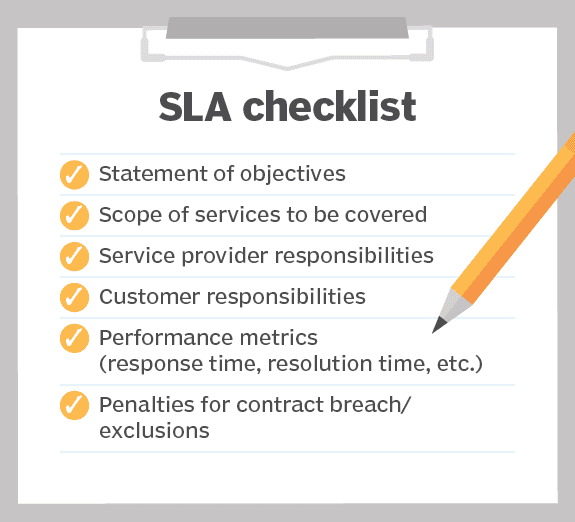 SLA checklist
Statement of objectives
Scope of services to be covered
Service provider responsibilities
Customer responsibilities
Performance metrics
(response time, resolution time, etc.)
Penalties for contract breach/
exclusions